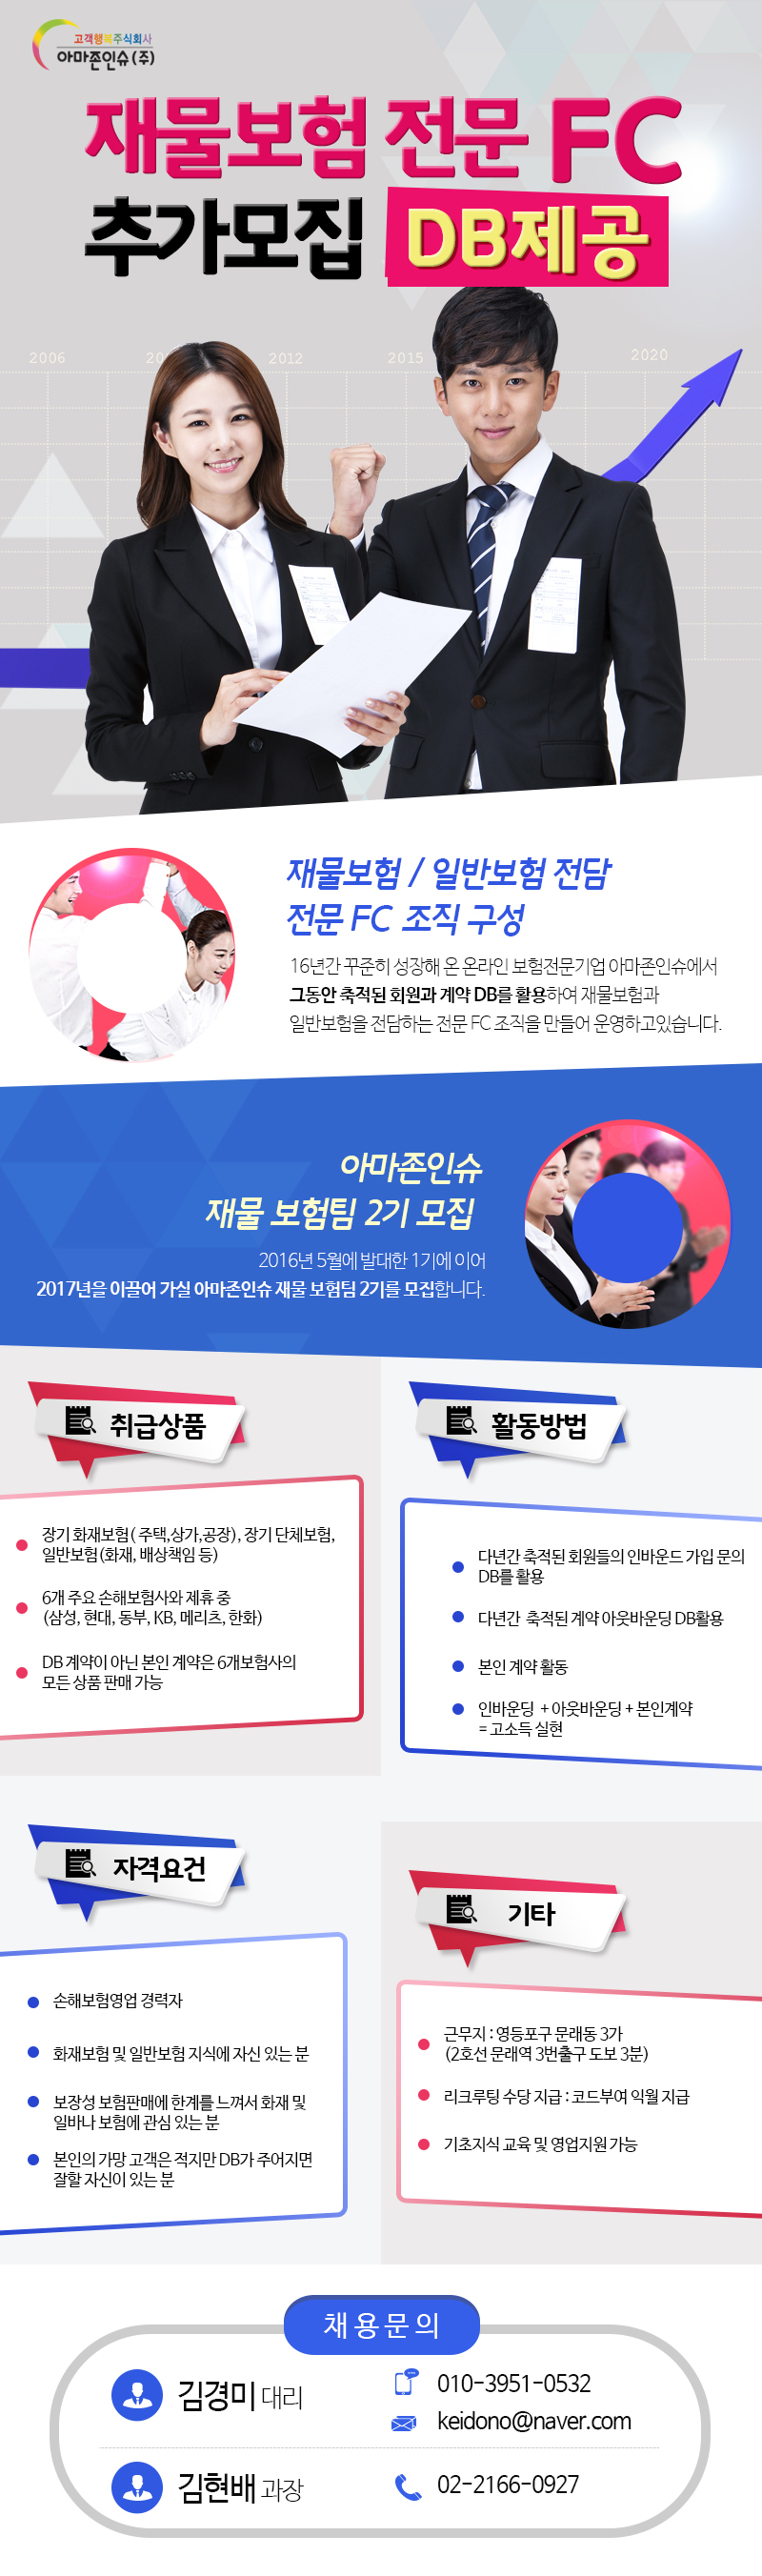 고객행복주식회사
아마존인슈(주)
재물보험 전문 FC
추가모집 DB제공
2006
20
2012
2015
2020
재물보험 / 일반보험 전담
전문 FC 조직 구성
16년간 꾸준히 성장해 온 온라인 보험전문기업 아마존인슈에서
그동안 축적된 회원과 계약 DB를 활용하여 재물보험과
일반보험을 전담하는 전문 FC 조직을 만들어 운영하고있습니다.
아마존인슈
재물 보험팀 2기 모집
2016년 5월에 발대한 1기에 이어
2017년을 이끌어 가실 아마존인슈 재물 보험팀 2기를 모집합니다.
취급상품
장기 화재보험( 주택,상가,공장), 장기 단체보험,
일반보험(화재, 배상책임 등)
6개 주요 손해보험사와 제휴 중
(삼성, 현대, 동부, KB, 메리츠, 한화)
DB 계약이 아닌 본인 계약은 6개보험사의
모든 상품 판매 가능
활동방법
다년간 축적된 회원들의 인바운드 가입 문의
DB를 활용
다년간 축적된 계약 아웃바운딩 DB활용
본인 계약 활동
인바운딩 + 아웃바운딩 + 본인계약
= 고소득 실현
자격요건
손해보험영업 경력자
화재보험 및 일반보험 지식에 자신 있는 분
보장성 보험판매에 한계를 느껴서 화재 및
일바나 보험에 관심 있는 분
본인의 가망 고객은 적지만 DB가 주어지면
잘할 자신이 있는 분
기타
근무지 : 영등포구 문래동 3가
(2호선 문래역 3번출구 도보 3분)
리크루팅 수당 지급 : 코드부여 익월 지급
기초지식 교육 및 영업지원 가능
채용문의
김경미 대리
010-3951-0532
keidono@naver.com
김현배 과장
02-2166-0927